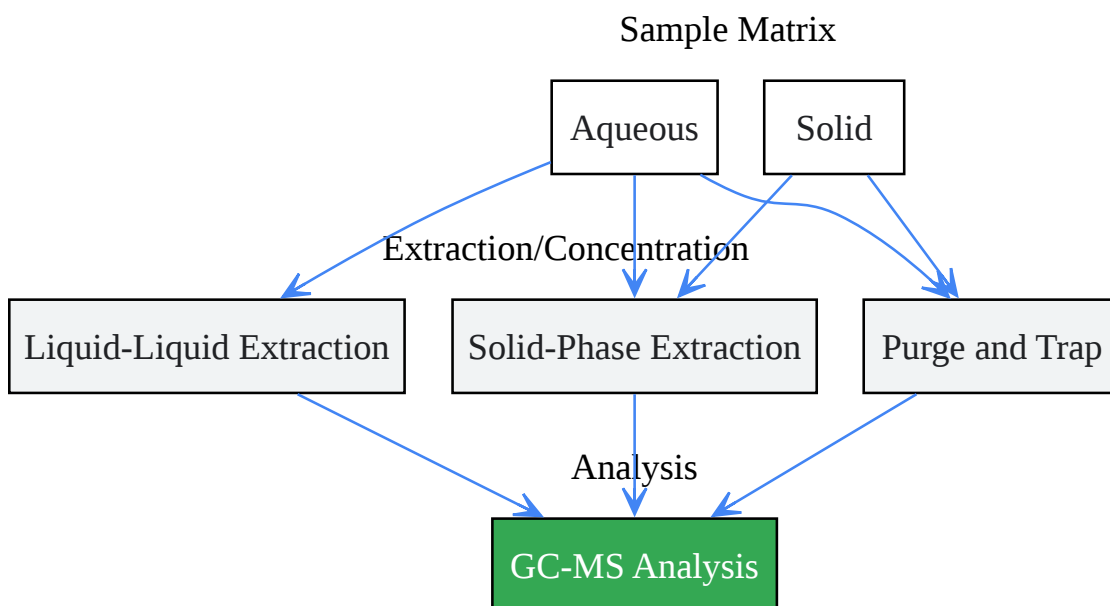 Sample Matrix
Aqueous
Solid
Extraction/Concentration
Liquid-Liquid Extraction
Solid-Phase Extraction
Purge and Trap
Analysis
GC-MS Analysis